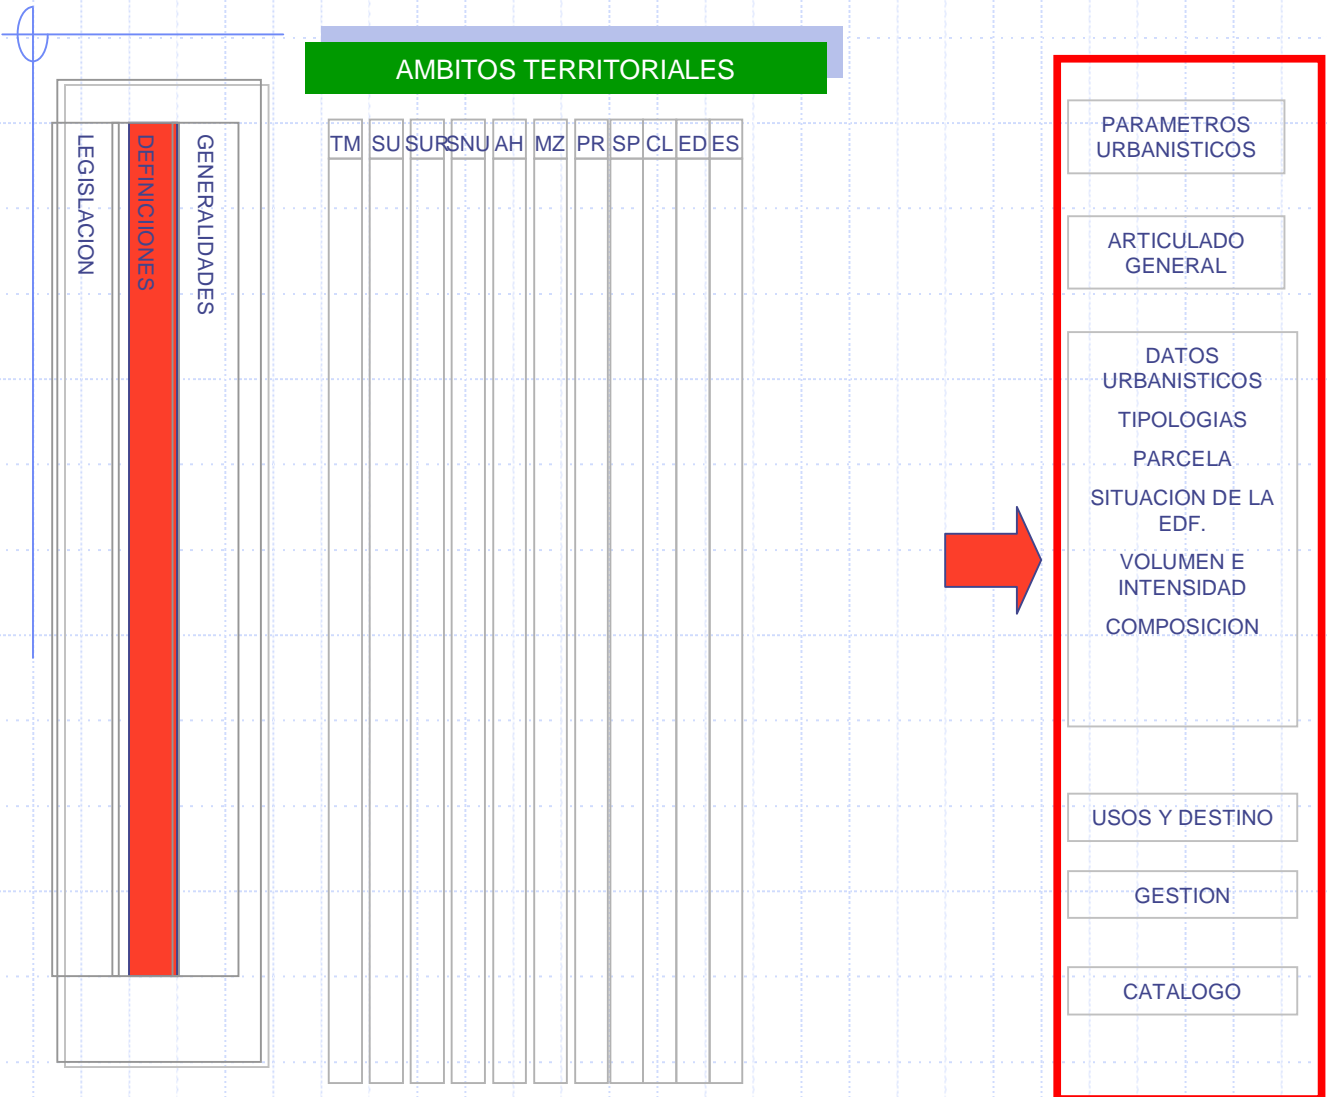 AMBITOS TERRITORIALES
LEGISLACION
DEFINICIIONES
GENERALIDADES
TM SU SUR SNU AH MZ PR SP CL ED ES
PARAMETROS
URBANISTICOS
ARTICULADO
GENERAL
DATOS
URBANISTICOS
TIPOLOGIAS
PARCELA
SITUACION DE LA
EDF.
VOLUMEN E
INTENSIDAD
COMPOSICION
USOS Y DESTINO
GESTION
CATALOGO